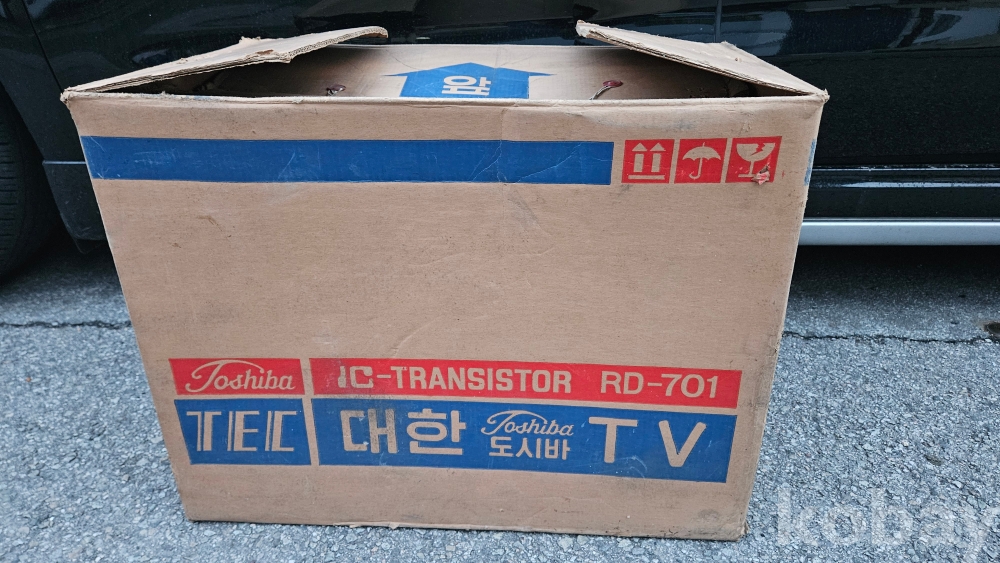 앞
Toshiba IC-TRANSISTOR RD-701
TEC 대한 Toshiba 도시바 TV
kobay